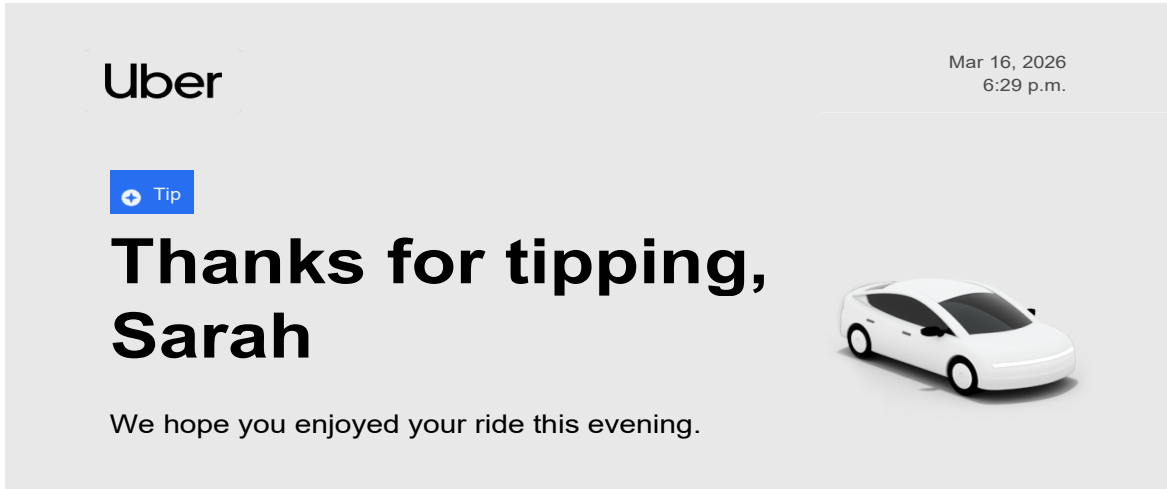 Uber
Mar 16, 2026
6:29 p.m.
Tip
Thanks for tipping,
Sarah
We hope you enjoyed your ride this evening.